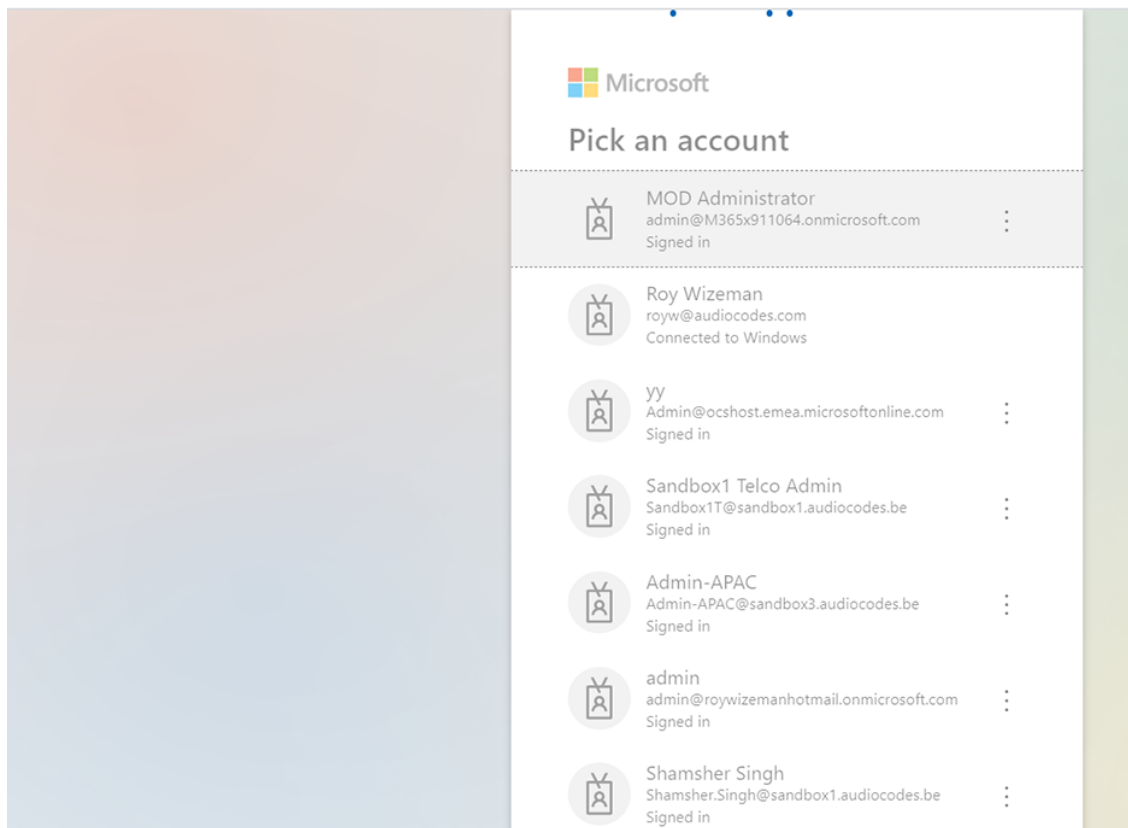 Microsoft
Pick an account
MOD Administrator
admin@M365x911064.onmicrosoft.com
Signed in
Roy Wizeman
royw@audiocodes.com
Connected to Windows
yy
Admin@ocshost.emea.microsoftonline.com
Signed in
Sandbox1 Telco Admin
Sandbox1T@sandbox1.audiocodes.be
Signed in
Admin-APAC
Admin-APAC@sandbox3.audiocodes.be
Signed in
admin
admin@roywizemanhotmail.onmicrosoft.com
Signed in
Shamsher Singh
Shamsher.Singh@sandbox1.audiocodes.be
Signed in